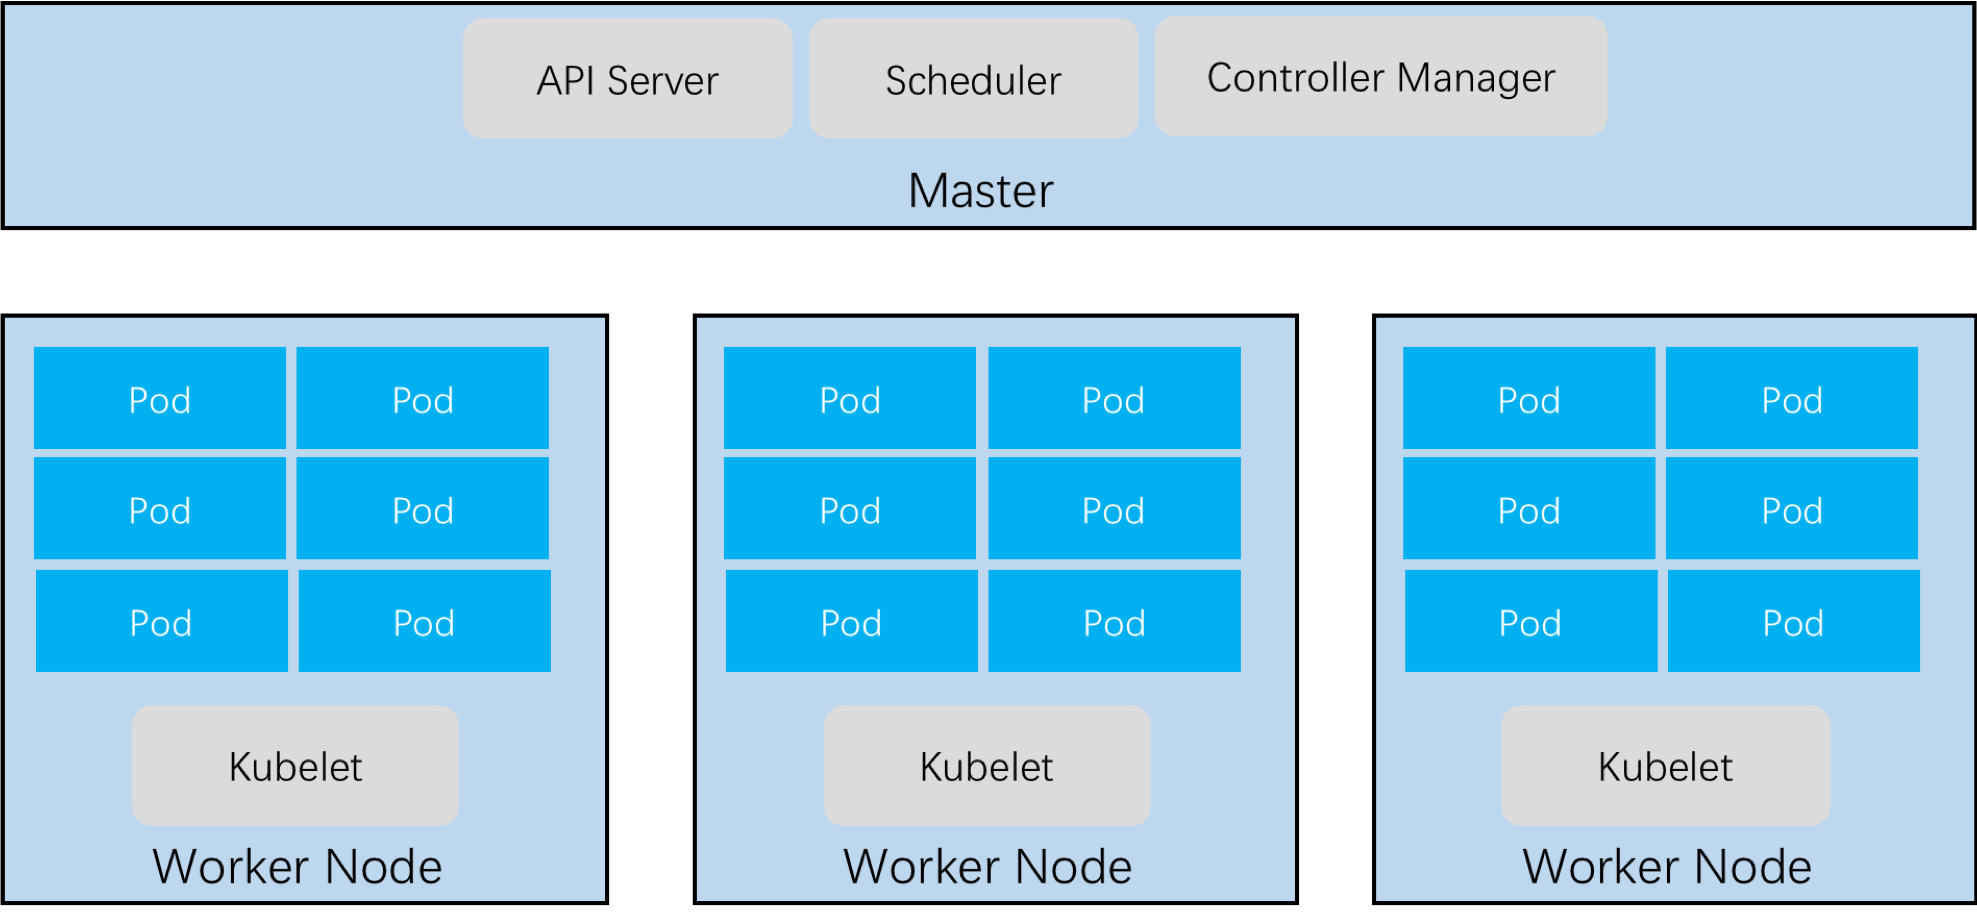 API Server
Scheduler
Controller Manager
Master
Pod
Pod
Pod
Pod
Pod
Pod
Kubelet
Worker Node
Pod
Pod
Pod
Pod
Pod
Pod
Kubelet
Worker Node
Pod
Pod
Pod
Pod
Pod
Pod
Kubelet
Worker Node